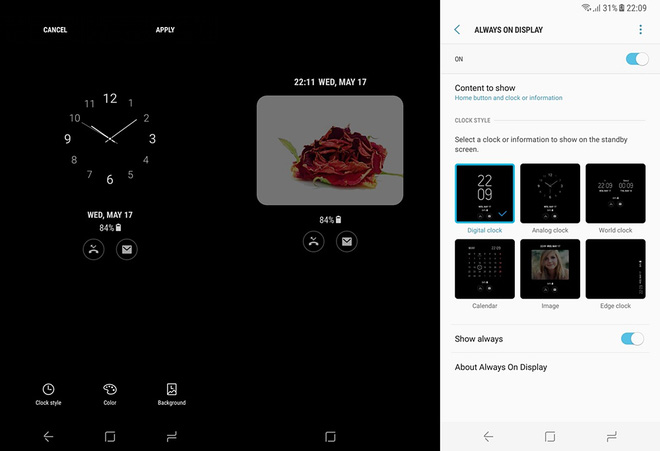 CANCEL APPLY
12
11 1
10 2
9 3
8 4
7 5
6
WED, MAY 17
84%
Clock style Color Background
22:11 WED, MAY 17
84%
31% 22:09
ALWAYS ON DISPLAY
ON
Content to show
Home button and clock or information
CLOCK STYLE
Select a clock or information to show on the standby
screen.
22
09
Digital clock Analog clock World clock
Calendar Image Edge clock
Show always
About Always On Display